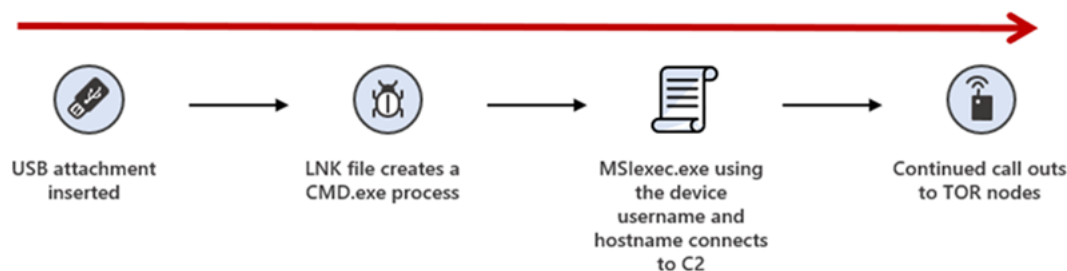 USB attachment
inserted
LNK file creates a
CMD.exe process
MSIexec.exe using
the device
username and
hostname connects
to C2
Continued call outs
to TOR nodes